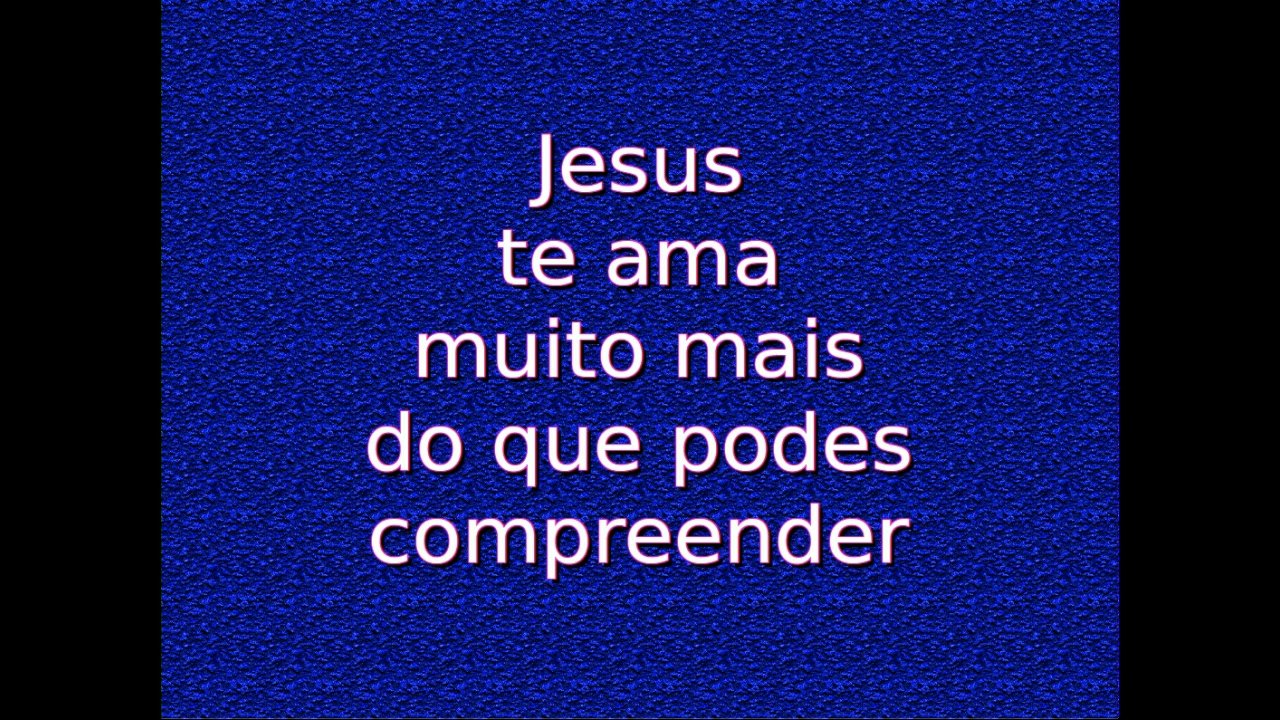 Jesus
te ama
muito mais
do que podes
compreender